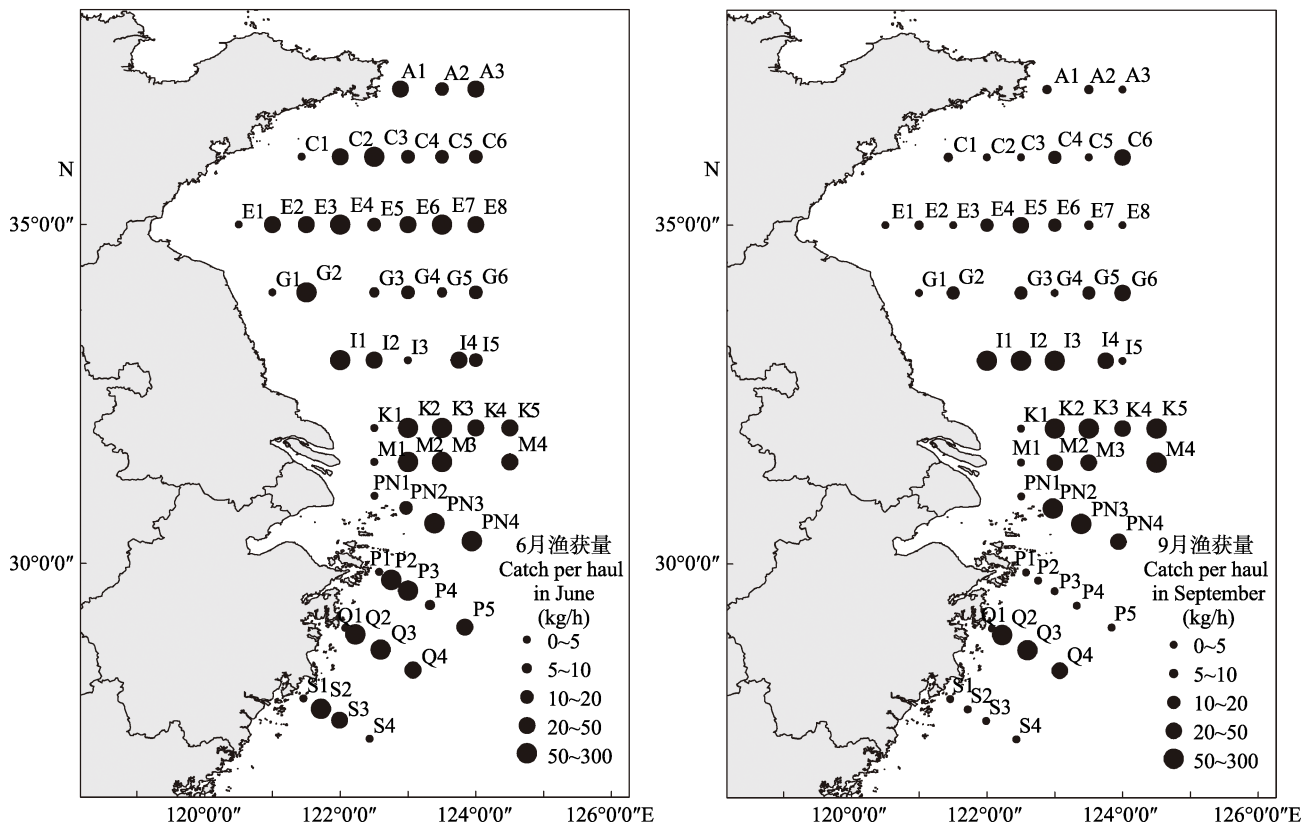 A1 A2 A3
C1 C2 C3 C4 C5 C6
N
E1 E2 E3 E4 E5 E6 E7 E8
35°0′0″
G1 G2 G3 G4 G5 G6
I1 I2 I3 I4 I5
K1 K2 K3 K4 K5
M1 M2 M3 M4
PN1 PN2 PN3 PN4
30°0′0″
P1 P2 P3 P4 P5
Q1 Q2 Q3 Q4
S1 S2 S3 S4
6月渔获量
Catch per haul
in June
(kg/h)
0~5
5~10
10~20
20~50
50~300
120°0′0″ 122°0′0″ 124°0′0″ 126°0′0″E
A1 A2 A3
C1 C2 C3 C4 C5 C6
N
E1 E2 E3 E4 E5 E6 E7 E8
35°0′0″
G1 G2 G3 G4 G5 G6
I1 I2 I3 I4 I5
K1 K2 K3 K4 K5
M1 M2 M3 M4
PN1 PN2 PN3 PN4
30°0′0″
P1 P2 P3 P4 P5
Q1 Q2 Q3 Q4
S1 S2 S3 S4
9月渔获量
Catch per haul
in September
(kg/h)
0~5
5~10
10~20
20~50
50~300
120°0′0″ 122°0′0″ 124°0′0″ 126°0′0″E